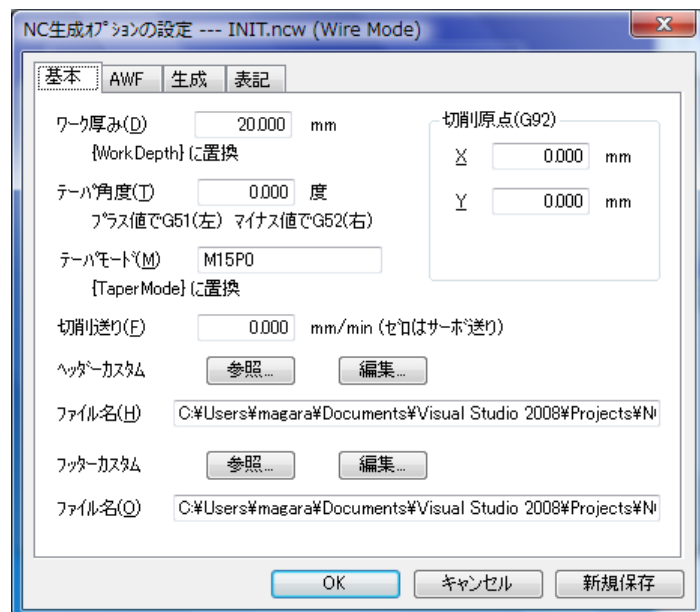 NC生成ｵﾌﾟｼｮﾝの設定 --- INIT.ncw (Wire Mode)
基本 AWF 生成 表記
ﾜｰｸ厚み(D) 20.000 mm
{WorkDepth} に置換
ﾃｰﾊﾟ角度(T) 0.000 度
ﾌﾟﾗｽ値でG51(左) ﾏｲﾅｽ値でG52(右)
ﾃｰﾊﾟﾓｰﾄﾞ(M) M15P0
{TaperMode} に置換
切削原点(G92)
X 0.000 mm
Y 0.000 mm
切削送り(F) 0.000 mm/min (ｾﾞﾛはｻｰﾎﾞ送り)
ﾍｯﾀﾞｰｶｽﾀﾑ 参照... 編集...
ﾌｧｲﾙ名(H) C:¥Users¥magara¥Documents¥Visual Studio 2008¥Projects¥N
ﾌｯﾀｰｶｽﾀﾑ 参照... 編集...
ﾌｧｲﾙ名(O) C:¥Users¥magara¥Documents¥Visual Studio 2008¥Projects¥N
OK キャンセル 新規保存